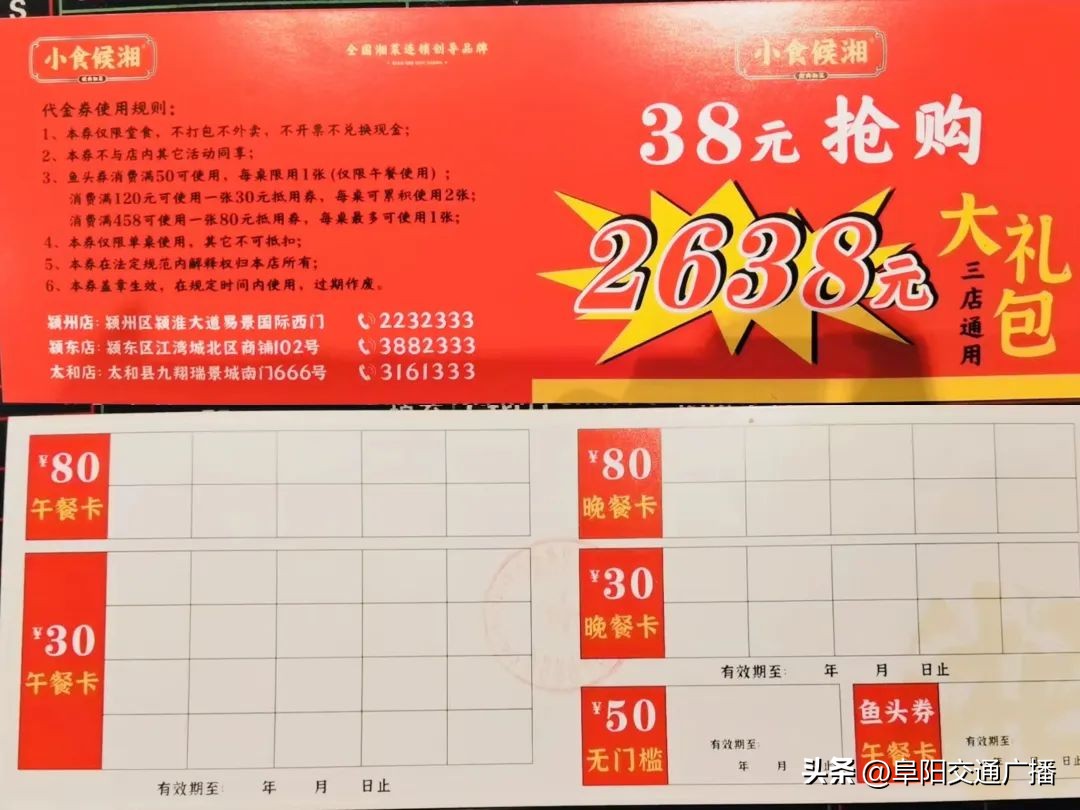 S
小食候湘
全国湘菜连锁创导品牌
代金券使用规则：
1、本券仅限堂食，不打包不外卖，不开票不兑换现金；
2、本券不与店内其它活动同享；
3、鱼头券消费满50可使用，每桌限用1张(仅限午餐使用)；
消费满120元可使用一张30元抵用券，每桌可累积使用2张；
消费满458可使用一张80元抵用券，每桌最多可使用1张；
4、本券仅限单桌使用，其它不可抵扣；
5、本券在法定规范内解释权归本店所有；
6、本券盖章生效，在规定时间内使用，过期作废。
颍州店：颍州区颍淮大道易景国际西门 2232333
颍东店：颍东区江湾城北区商铺102号 3882333
太和店：太和县九翔瑞景城南门666号 3161333
小食候湘
38元抢购
2638元
大礼包
三店通用
¥80
午餐卡
¥30
午餐卡
有效期至： 年 月 日止
¥80
晚餐卡
¥30
晚餐卡
有效期至： 年 月 日止
¥50
无门槛
有效期至：
年 月 日止
鱼头券
午餐卡
有效期至：
头条 @阜阳交通广播